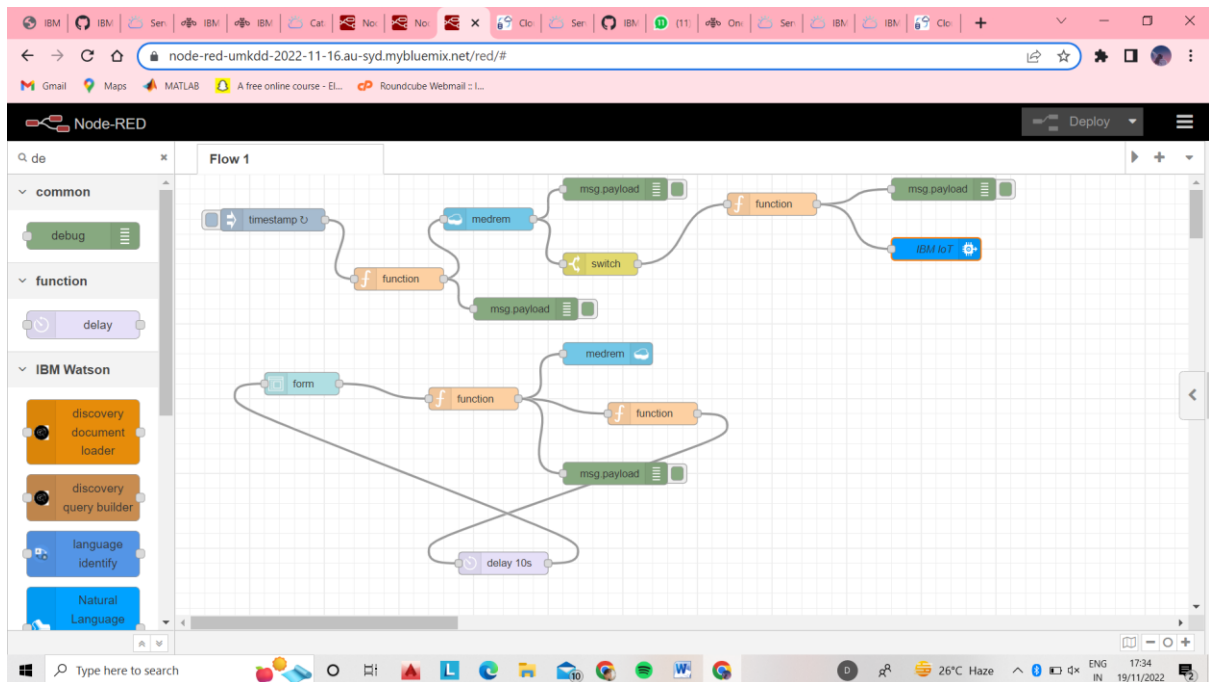 IBM
IBM
Ser
IBM
IBM
Cat
Noc
Noc
Clo
Ser
IBM
(11)
On
Ser
IBM
IBM
Clo
node-red-umkdd-2022-11-16.au-syd.mybluemix.net/red/#
Gmail
Maps
MATLAB
A free online course - El...
Roundcube Webmail :: I...
Node-RED
Deploy
de
Flow 1
common
debug
function
delay
IBM Watson
discovery
document
loader
discovery
query builder
language
identify
Natural
Language
timestamp ↻
function
medrem
msg.payload
switch
msg.payload
function
msg.payload
IBM IoT
form
function
medrem
function
msg.payload
delay 10s
Type here to search
L
10
W
D
26°C Haze
ENG
IN
17:34
19/11/2022
2